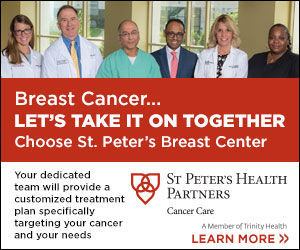 Breast Cancer...
LET'S TAKE IT ON TOGETHER
Choose St. Peter's Breast Center
Your dedicated
team will provide a
customized treatment
plan specifically
targeting your cancer
and your needs
ST PETER'S HEALTH
PARTNERS
Cancer Care
A Member of Trinity Health
LEARN MORE >>